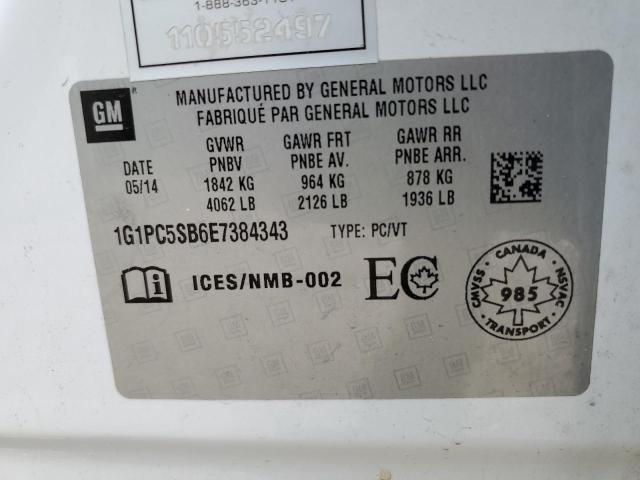 110552497
GM
MANUFACTURED BY GENERAL MOTORS LLC
FABRIQUÉ PAR GENERAL MOTORS LLC
DATE
05/14
GVWR
PNBV
1842 KG
4062 LB
GAWR FRT
PNBE AV.
964 KG
2126 LB
GAWR RR
PNBE ARR.
878 KG
1936 LB
1G1PC5SB6E7384343 TYPE: PC/VT
i ICES/NMB-002 EC
CANADA
CMVSS 985 NSVAC
TRANSPORT